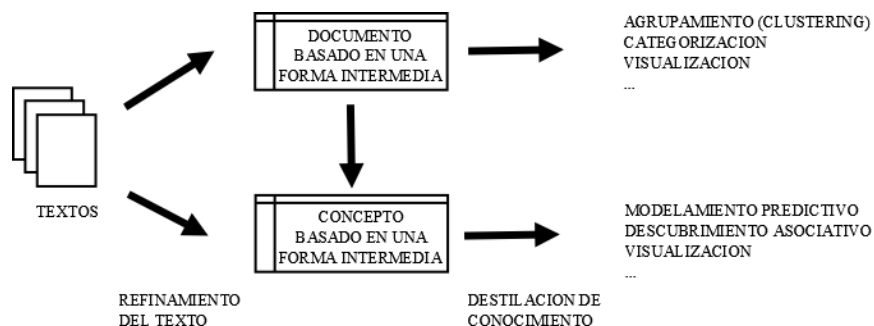 DOCUMENTO
BASADO EN UNA
FORMA INTERMEDIA
AGRUPAMIENTO (CLUSTERING)
CATEGORIZACION
VISUALIZACION
...
TEXTOS
CONCEPTO
BASADO EN UNA
FORMA INTERMEDIA
MODELAMIENTO PREDICTIVO
DESCUBRIMIENTO ASOCIATIVO
VISUALIZACION
...
REFINAMIENTO
DEL TEXTO
DESTILACION DE
CONOCIMIENTO